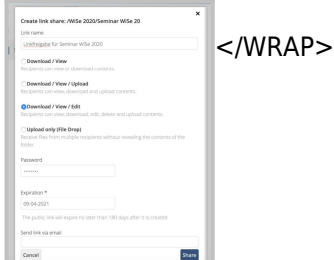 Create link share: /WiSe 2020/Seminar WiSe 20
Link name
Linkfreigabe für Seminar WiSe 2020
</WRAP>
Download / View
Recipients can view or download contents.
Download / View / Upload
Recipients can view, download and upload contents.
Download / View / Edit
Recipients can view, download, edit, delete and upload contents.
Upload only (File Drop)
Receive files from multiple recipients without revealing the contents of the
folder.
Password
••••••••
Expiration *
09-04-2021
The public link will expire no later than 180 days after it is created
Send link via email
Cancel
Share